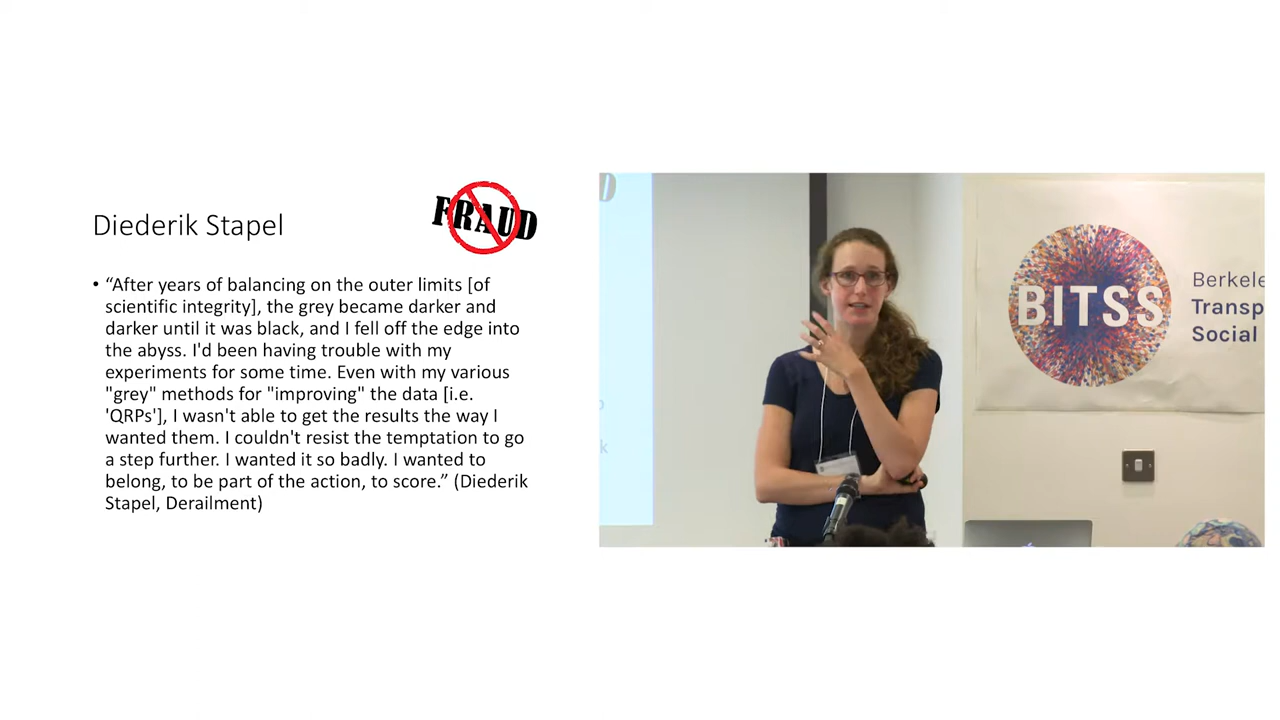 FRAUD
Diederik Stapel
• “After years of balancing on the outer limits [of
scientific integrity], the grey became darker and
darker until it was black, and I fell off the edge into
the abyss. I'd been having trouble with my
experiments for some time. Even with my various
"grey" methods for "improving" the data [i.e.
'QRPs'], I wasn't able to get the results the way I
wanted them. I couldn't resist the temptation to go
a step further. I wanted it so badly. I wanted to
belong, to be part of the action, to score.” (Diederik
Stapel, Derailment)
BITSS
Berkele
Transp
Social